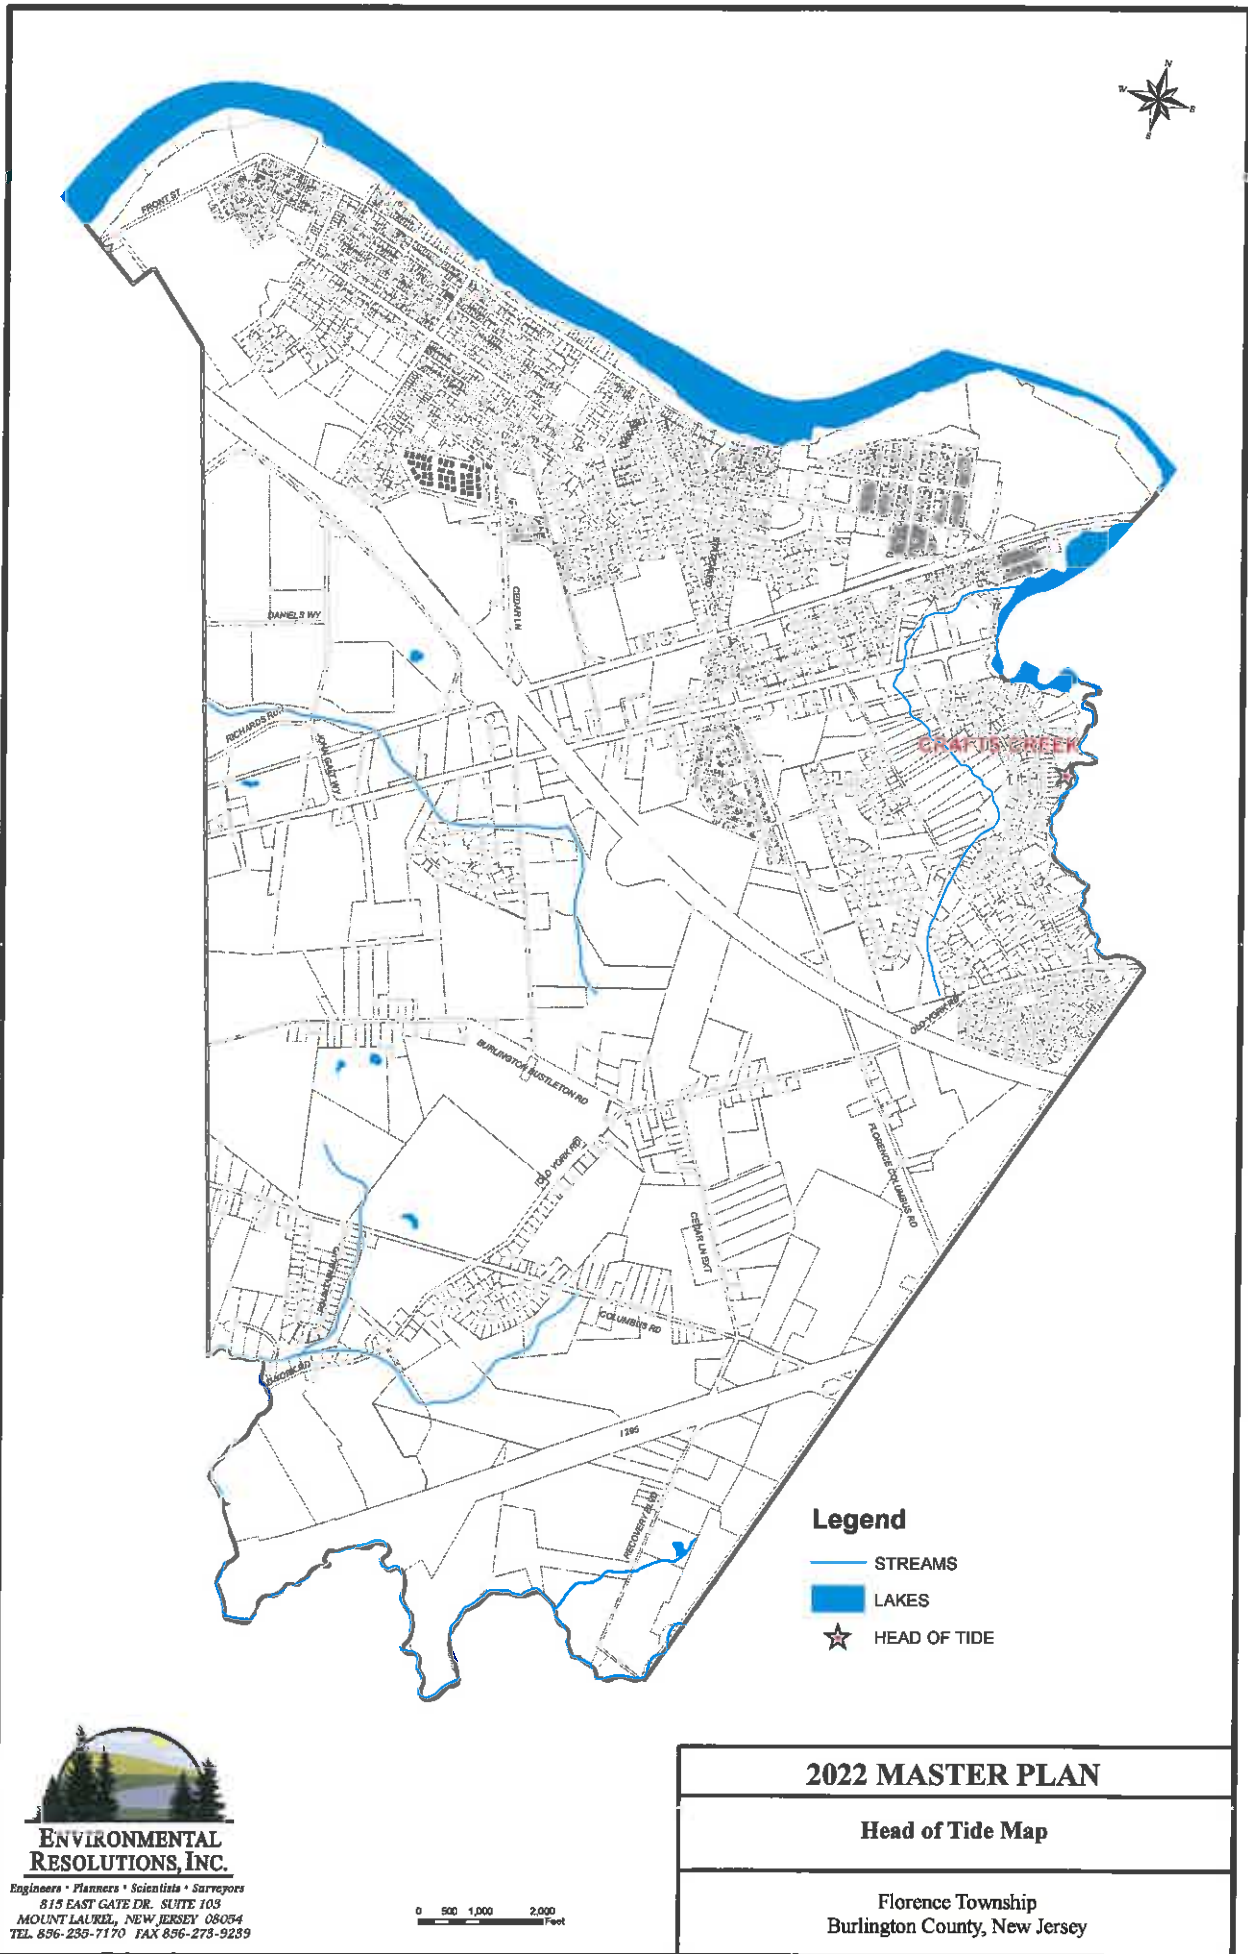 N
W
E
S
FRONT ST
CEDAR LN
DANIELS WY
RICHARDS RUN
JOHN GALT WY
CRAFTS CREEK
OLD YORK RD
BURLINGTON BUSTLETON RD
OLD YORK RD
FLORENCE COLUMBUS RD
CEDAR LN EXT
COLUMBUS RD
I 295
RECOVERY BLVD
Legend
STREAMS
LAKES
HEAD OF TIDE
ENVIRONMENTAL
RESOLUTIONS, INC.
Engineers • Planners • Scientists • Surveyors
815 EAST GATE DR. SUITE 103
MOUNT LAUREL, NEW JERSEY 08054
TEL. 856-235-7170 FAX 856-273-9239
0 500 1,000 2,000
Feet
2022 MASTER PLAN
Head of Tide Map
Florence Township
Burlington County, New Jersey